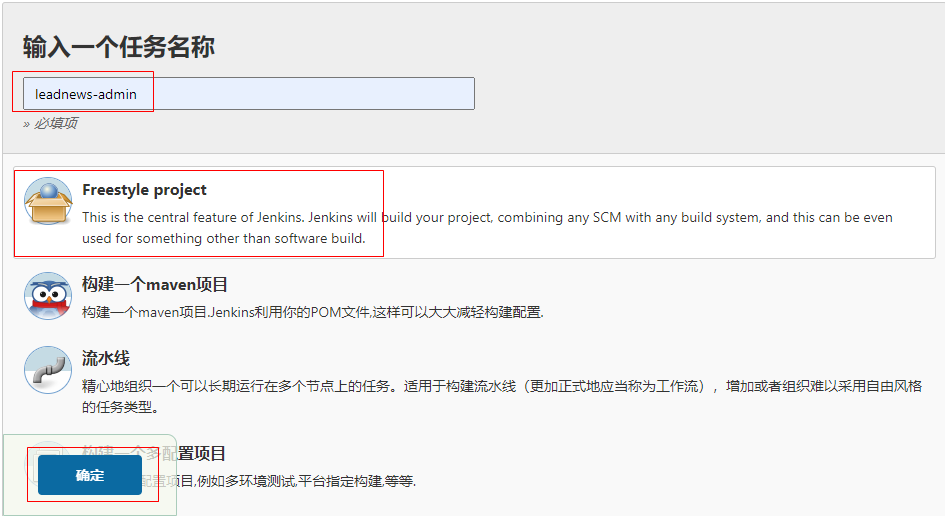 输入一个任务名称
leadnews-admin
» 必填项
Freestyle project
This is the central feature of Jenkins. Jenkins will build your project, combining any SCM with any build system, and this can be even
used for something other than software build.
构建一个maven项目
构建一个maven项目.Jenkins利用你的POM文件,这样可以大大减轻构建配置.
流水线
精心地组织一个可以长期运行在多个节点上的任务。适用于构建流水线（更加正式地应当称为工作流），增加或者组织难以采用自由风格
的任务类型。
构建一个多配置项目
配置项目,例如多环境测试,平台指定构建,等等.
确定